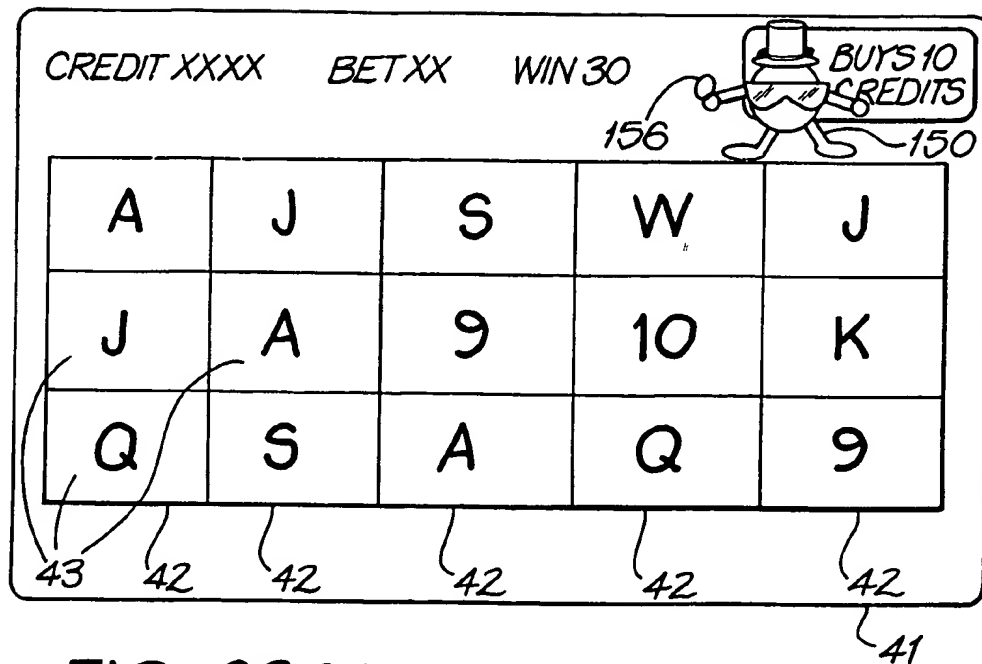 CREDIT XXXX BET XX WIN 30 BUYS 10
CREDITS
156
150
A J S W J
J A 9 10 K
Q S A Q 9
43 42 42 42 42 42
41